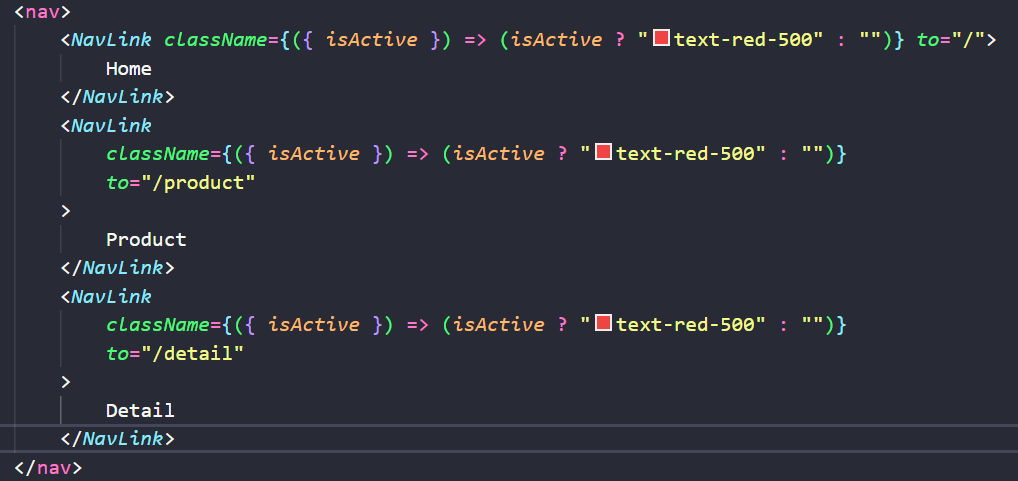 <nav>
<NavLink className={({ isActive }) => (isActive ? "text-red-500" : "")} to="/">
Home
</NavLink>
<NavLink
className={({ isActive }) => (isActive ? "text-red-500" : "")}
to="/product"
>
Product
</NavLink>
<NavLink
className={({ isActive }) => (isActive ? "text-red-500" : "")}
to="/detail"
>
Detail
</NavLink>
</nav>